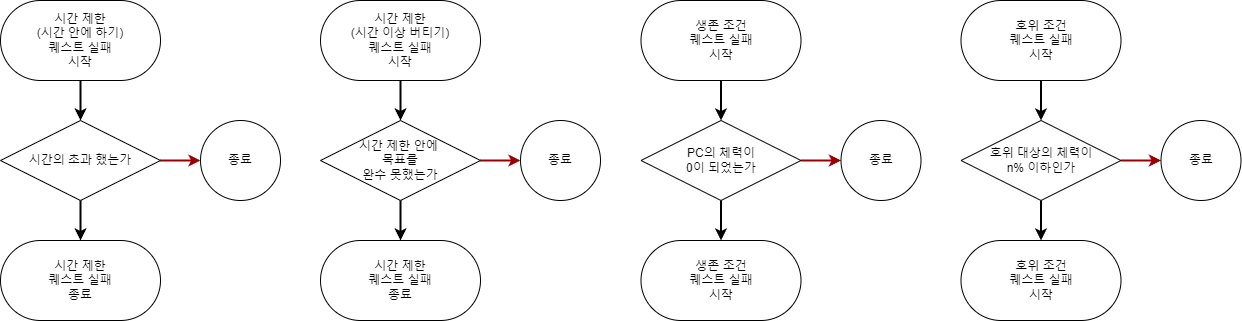 시간 제한
(시간 안에 하기)
퀘스트 실패
시작
시간의 초과 했는가
종료
시간 제한
퀘스트 실패
종료
시간 제한
(시간 이상 버티기)
퀘스트 실패
시작
시간 제한 안에
목표를
완수 못했는가
종료
시간 제한
퀘스트 실패
종료
생존 조건
퀘스트 실패
시작
PC의 체력이
0이 되었는가
종료
생존 조건
퀘스트 실패
시작
호위 조건
퀘스트 실패
시작
호위 대상의 체력이
n% 이하인가
종료
호위 조건
퀘스트 실패
시작